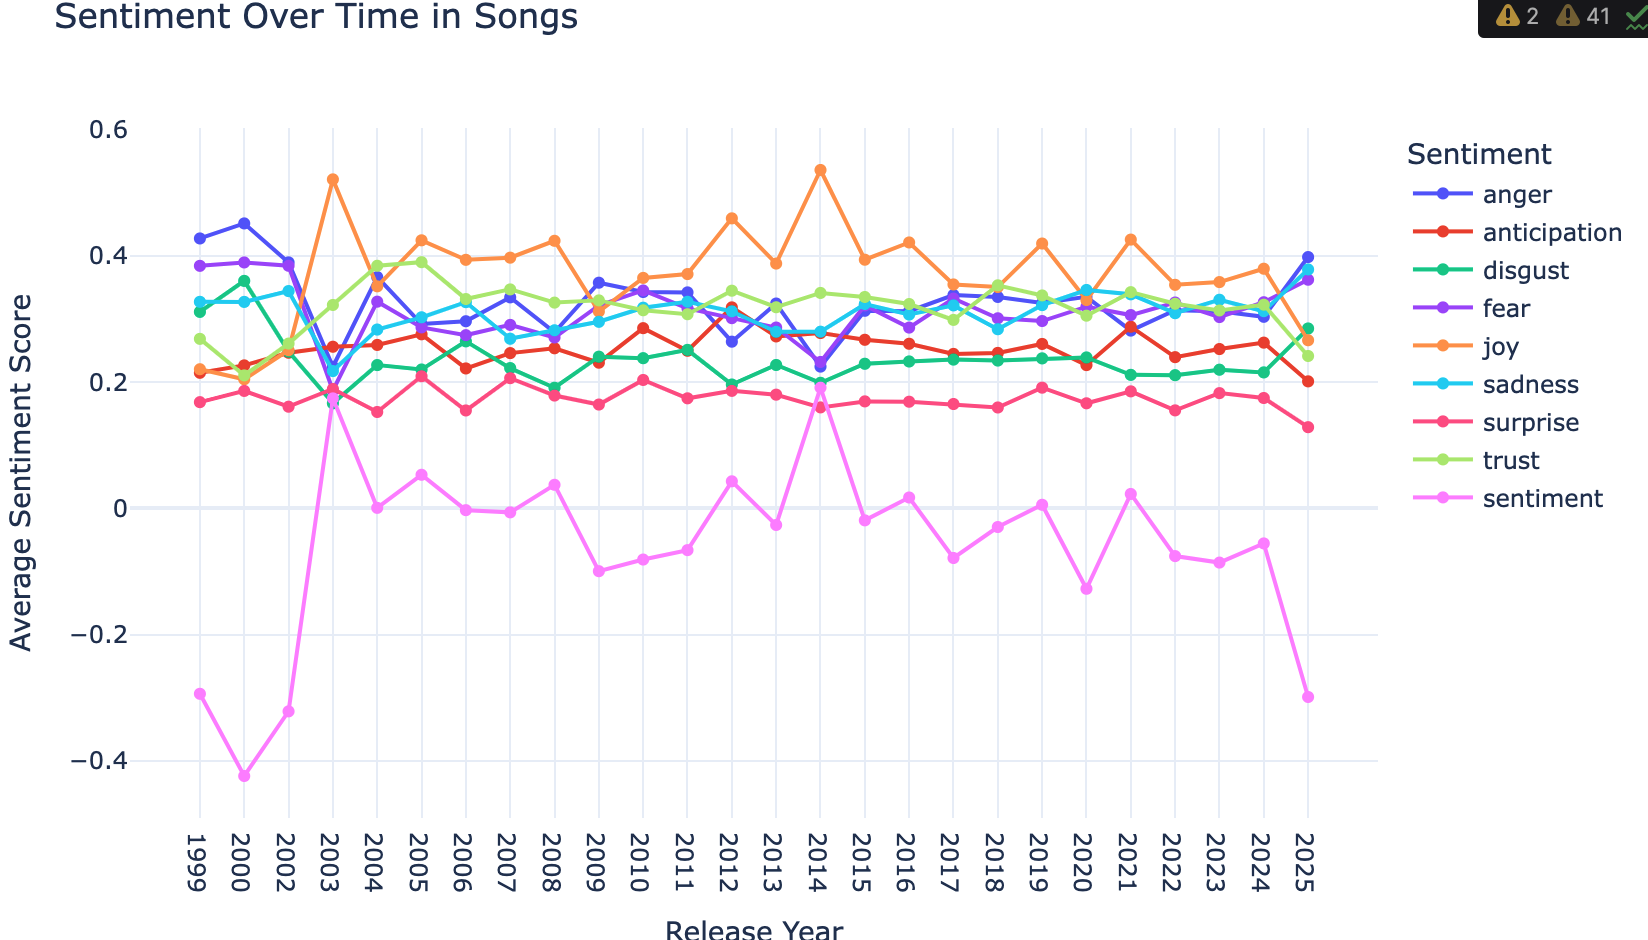 Sentiment Over Time in Songs
2 41
0.6
0.4
0.2
0
−0.2
−0.4
Average Sentiment Score
1999
2000
2002
2003
2004
2005
2006
2007
2008
2009
2010
2011
2012
2013
2014
2015
2016
2017
2018
2019
2020
2021
2022
2023
2024
2025
Release Year
Sentiment
anger
anticipation
disgust
fear
joy
sadness
surprise
trust
sentiment